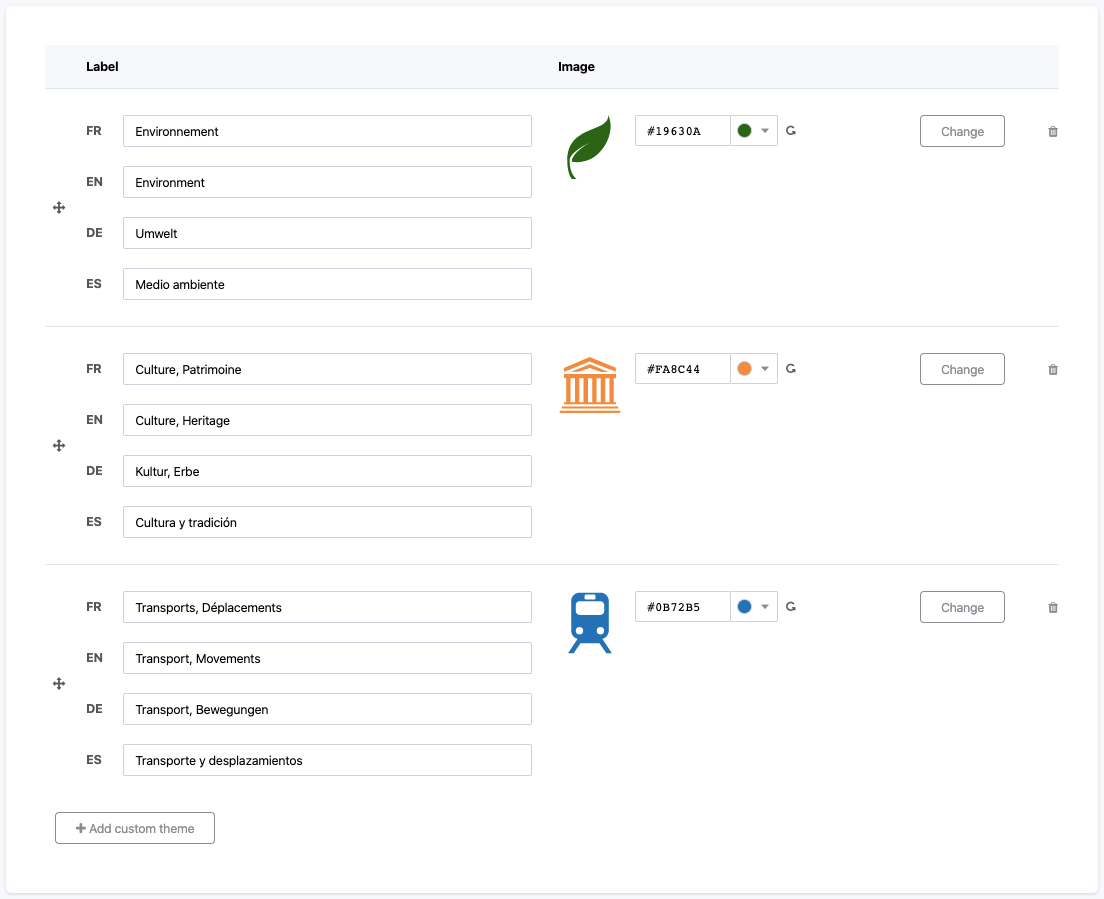 Label Image
FR Environnement #19630A Change
EN Environment
DE Umwelt
ES Medio ambiente
FR Culture, Patrimoine #FA8C44 Change
EN Culture, Heritage
DE Kultur, Erbe
ES Cultura y tradición
FR Transports, Déplacements #0B72B5 Change
EN Transport, Movements
DE Transport, Bewegungen
ES Transporte y desplazamientos
Add custom theme